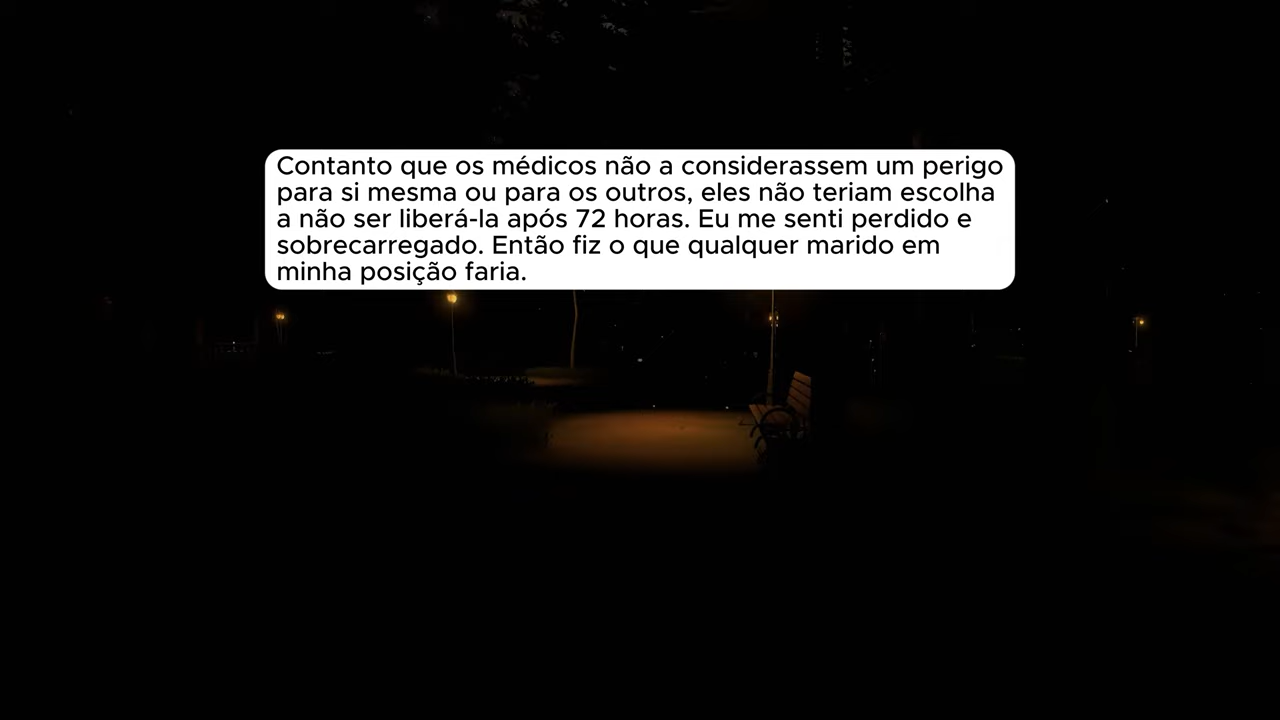 Contanto que os médicos não a considerassem um perigo
para si mesma ou para os outros, eles não teriam escolha
a não ser liberá-la após 72 horas. Eu me senti perdido e
sobrecarregado. Então fiz o que qualquer marido em
minha posição faria.